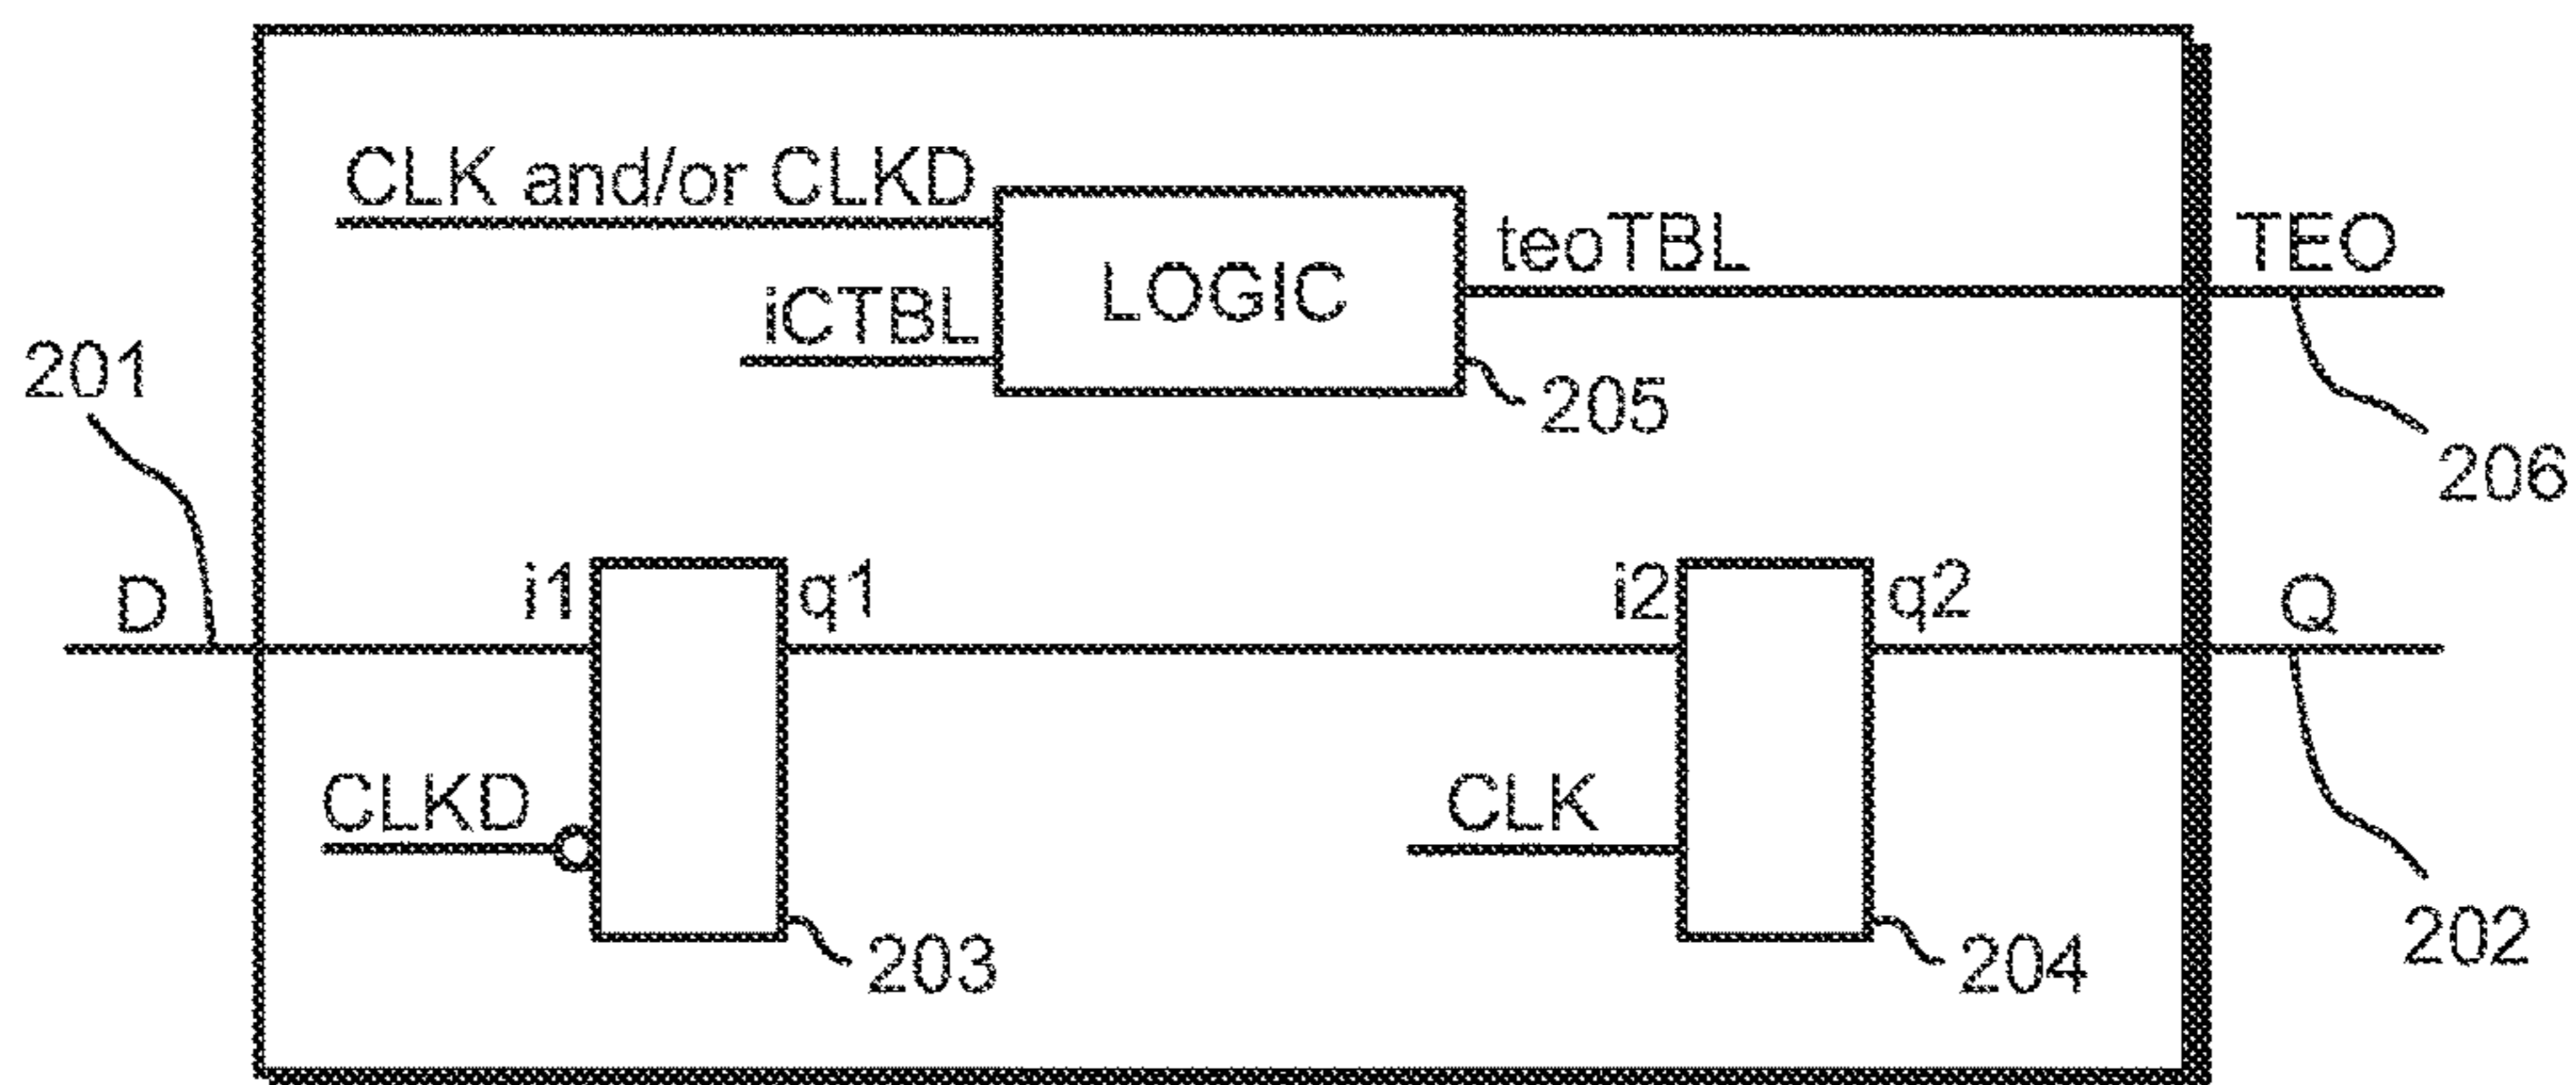 CLK and/or CLKD
LOGIC
teoTBL
TEO
iCTBL
201
205
206
D
i1
q1
i2
q2
Q
CLKD
CLK
203
204
202